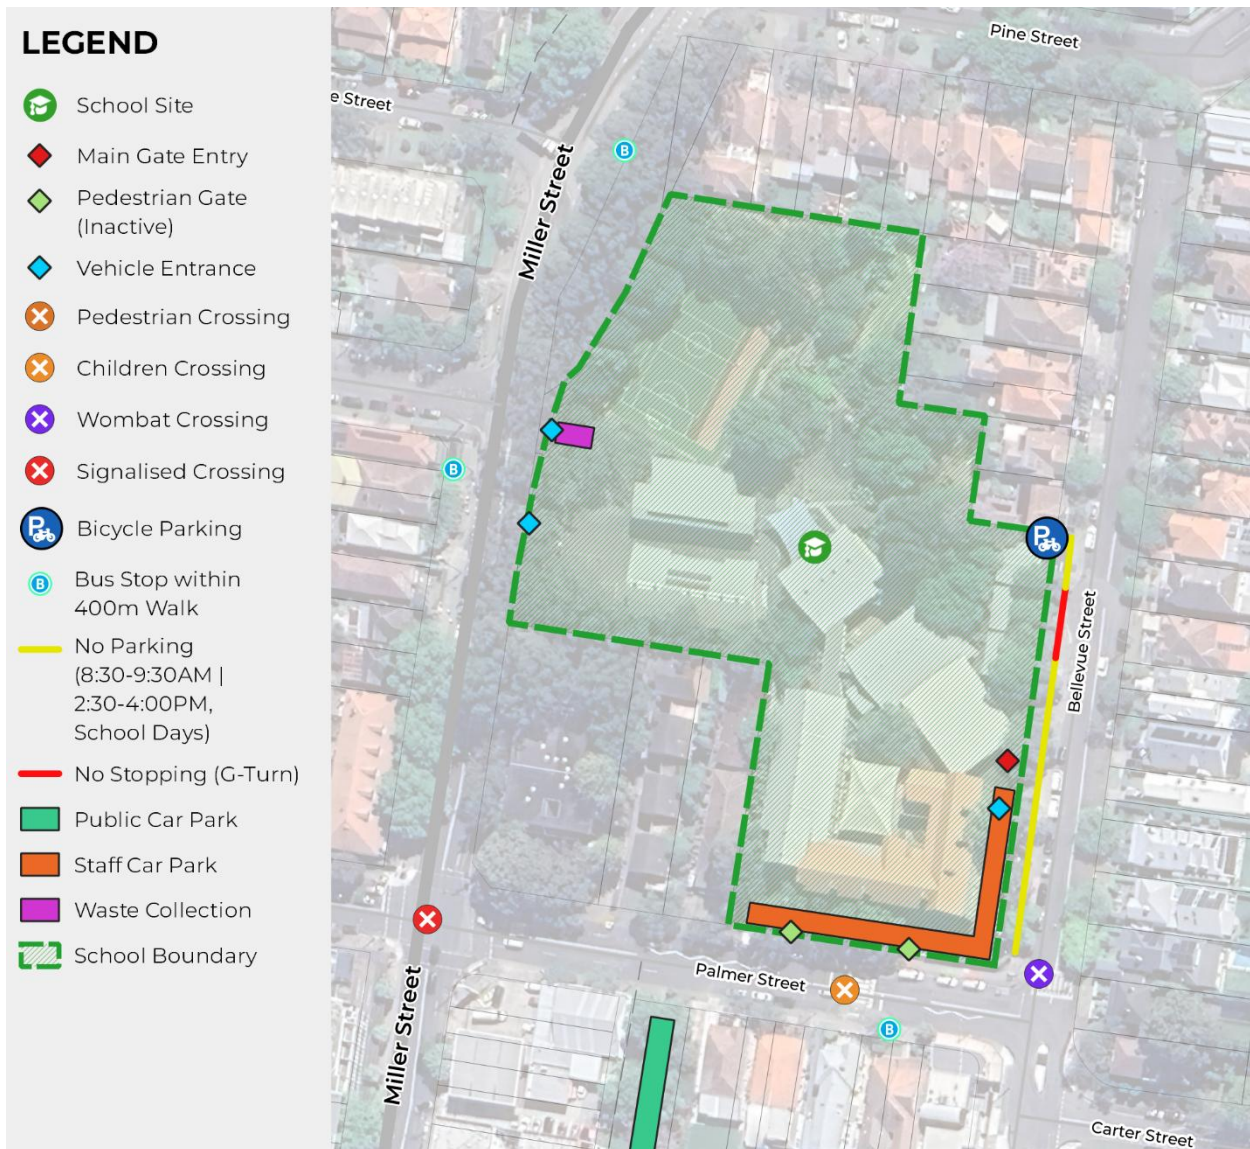 LEGEND
School Site
Main Gate Entry
Pedestrian Gate
(Inactive)
Vehicle Entrance
Pedestrian Crossing
Children Crossing
Wombat Crossing
Signalised Crossing
P
Bicycle Parking
B
Bus Stop within
400m Walk
No Parking
(8:30-9:30AM |
2:30-4:00PM,
School Days)
No Stopping (G-Turn)
Public Car Park
Staff Car Park
Waste Collection
School Boundary
Pine Street
e Street
B
Miller Street
B
P
Bellevue Street
Palmer Street
B
Miller Street
Carter Street